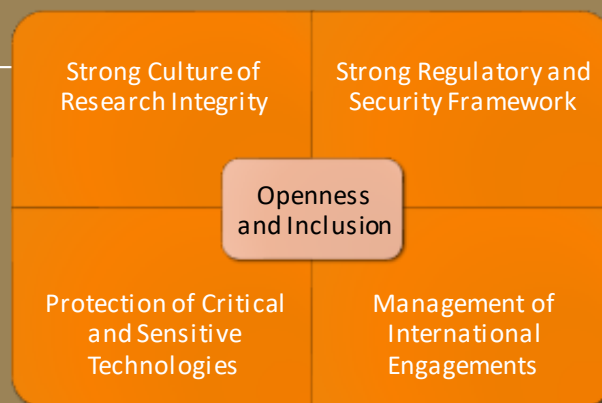 Strong Culture of
Research Integrity
Strong Regulatory and
Security Framework
Openness
and Inclusion
Protection of Critical
and Sensitive
Technologies
Management of
International
Engagements